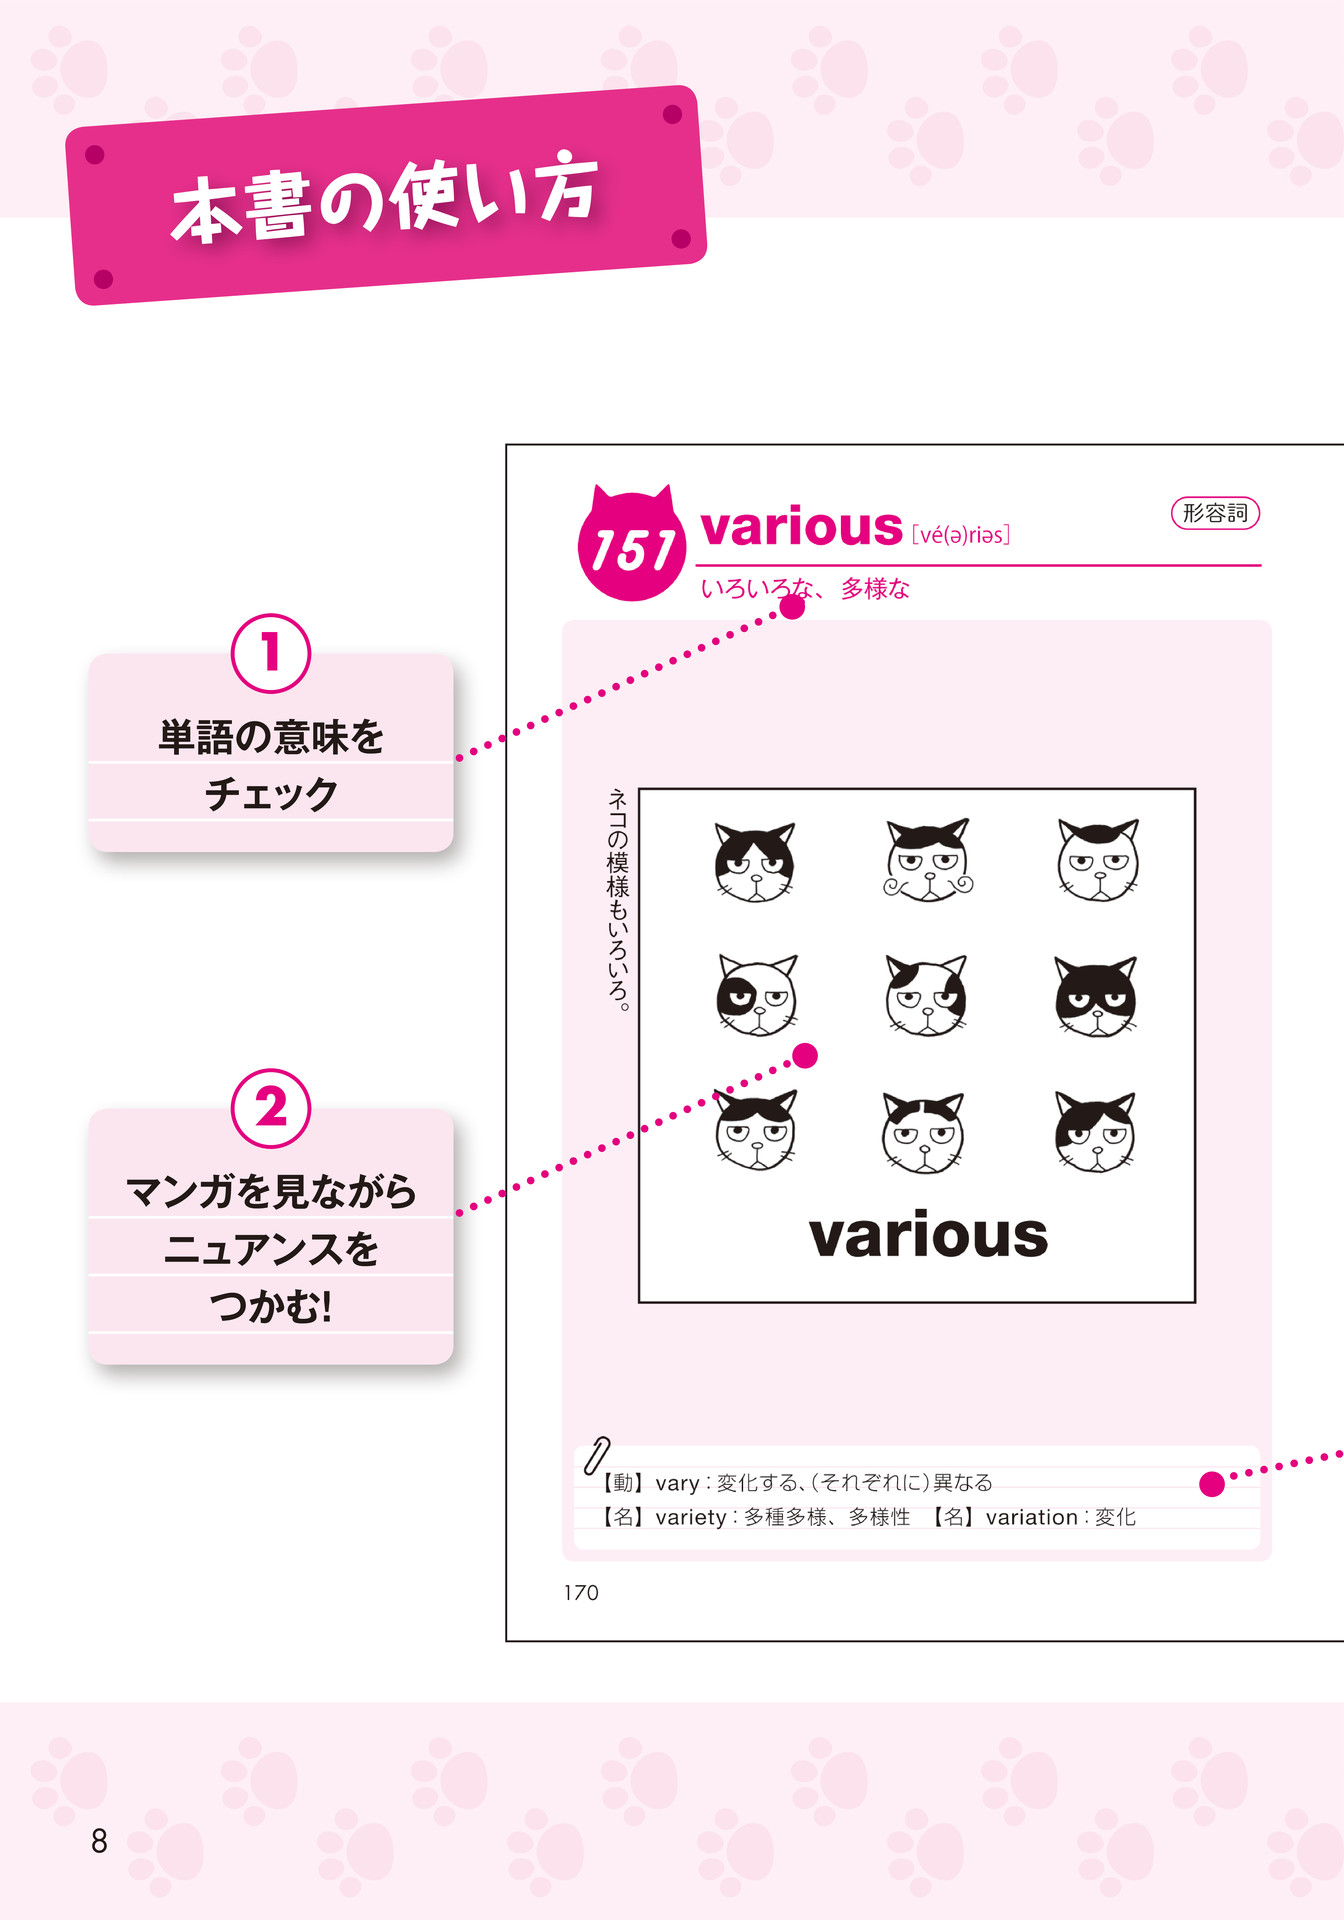 本書の使い方
151
various [vé(ə)riəs]
形容詞
いろいろな、多様な
1
単語の意味を
チェック
ネコの模様もいろいろ。
2
マンガを見ながら
ニュアンスを
つかむ!
various
【動】vary:変化する、(それぞれに)異なる
【名】variety:多種多様、多様性 【名】variation:変化
170
8